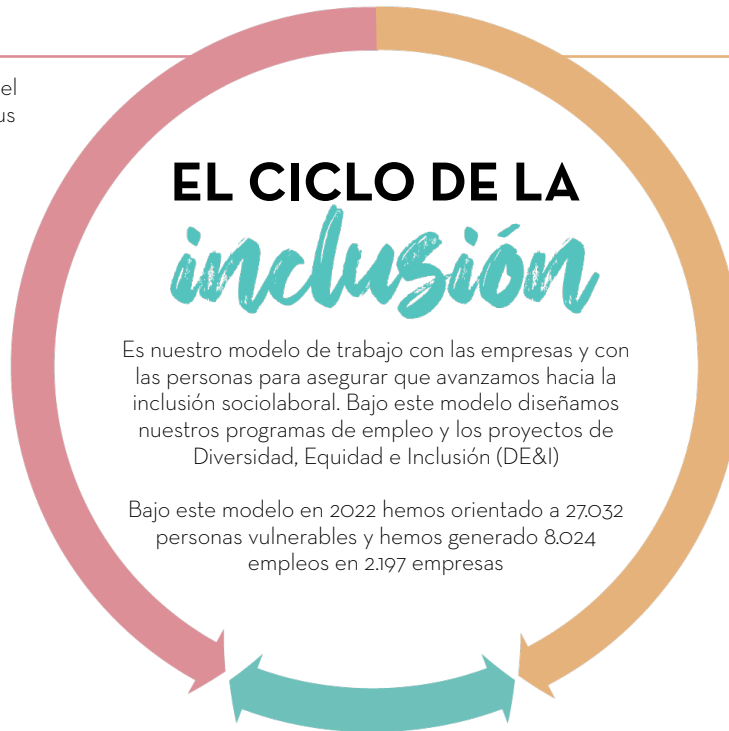 el
us
EL CICLO DE LA
inclusión
Es nuestro modelo de trabajo con las empresas y con
las personas para asegurar que avanzamos hacia la
inclusión sociolaboral. Bajo este modelo diseñamos
nuestros programas de empleo y los proyectos de
Diversidad, Equidad e Inclusión (DE&I)
Bajo este modelo en 2022 hemos orientado a 27.032
personas vulnerables y hemos generado 8.024
empleos en 2.197 empresas